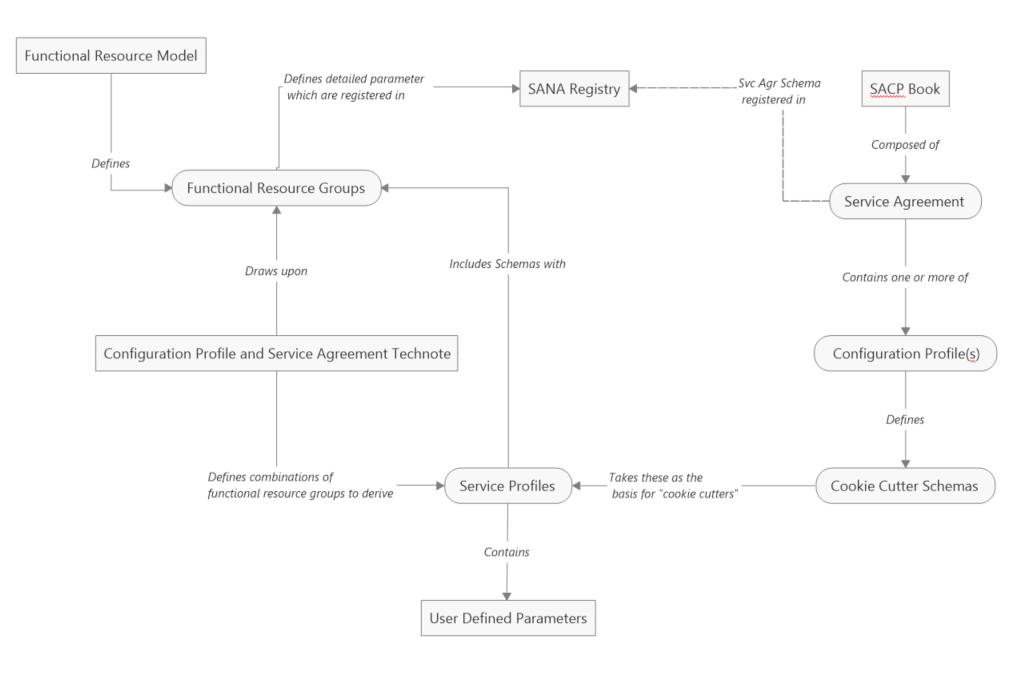 Functional Resource Model
Defines detailed parameter
which are registered in
SANA Registry
Svc Agr Schema
registered in
SACP Book
Composed of
Defines
Functional Resource Groups
Service Agreement
Includes Schemas with
Draws upon
Contains one or more of
Configuration Profile and Service Agreement Technote
Configuration Profile(s)
Defines
Defines combinations of
functional resource groups to derive
Service Profiles
Takes these as the
basis for "cookie cutters"
Cookie Cutter Schemas
Contains
User Defined Parameters